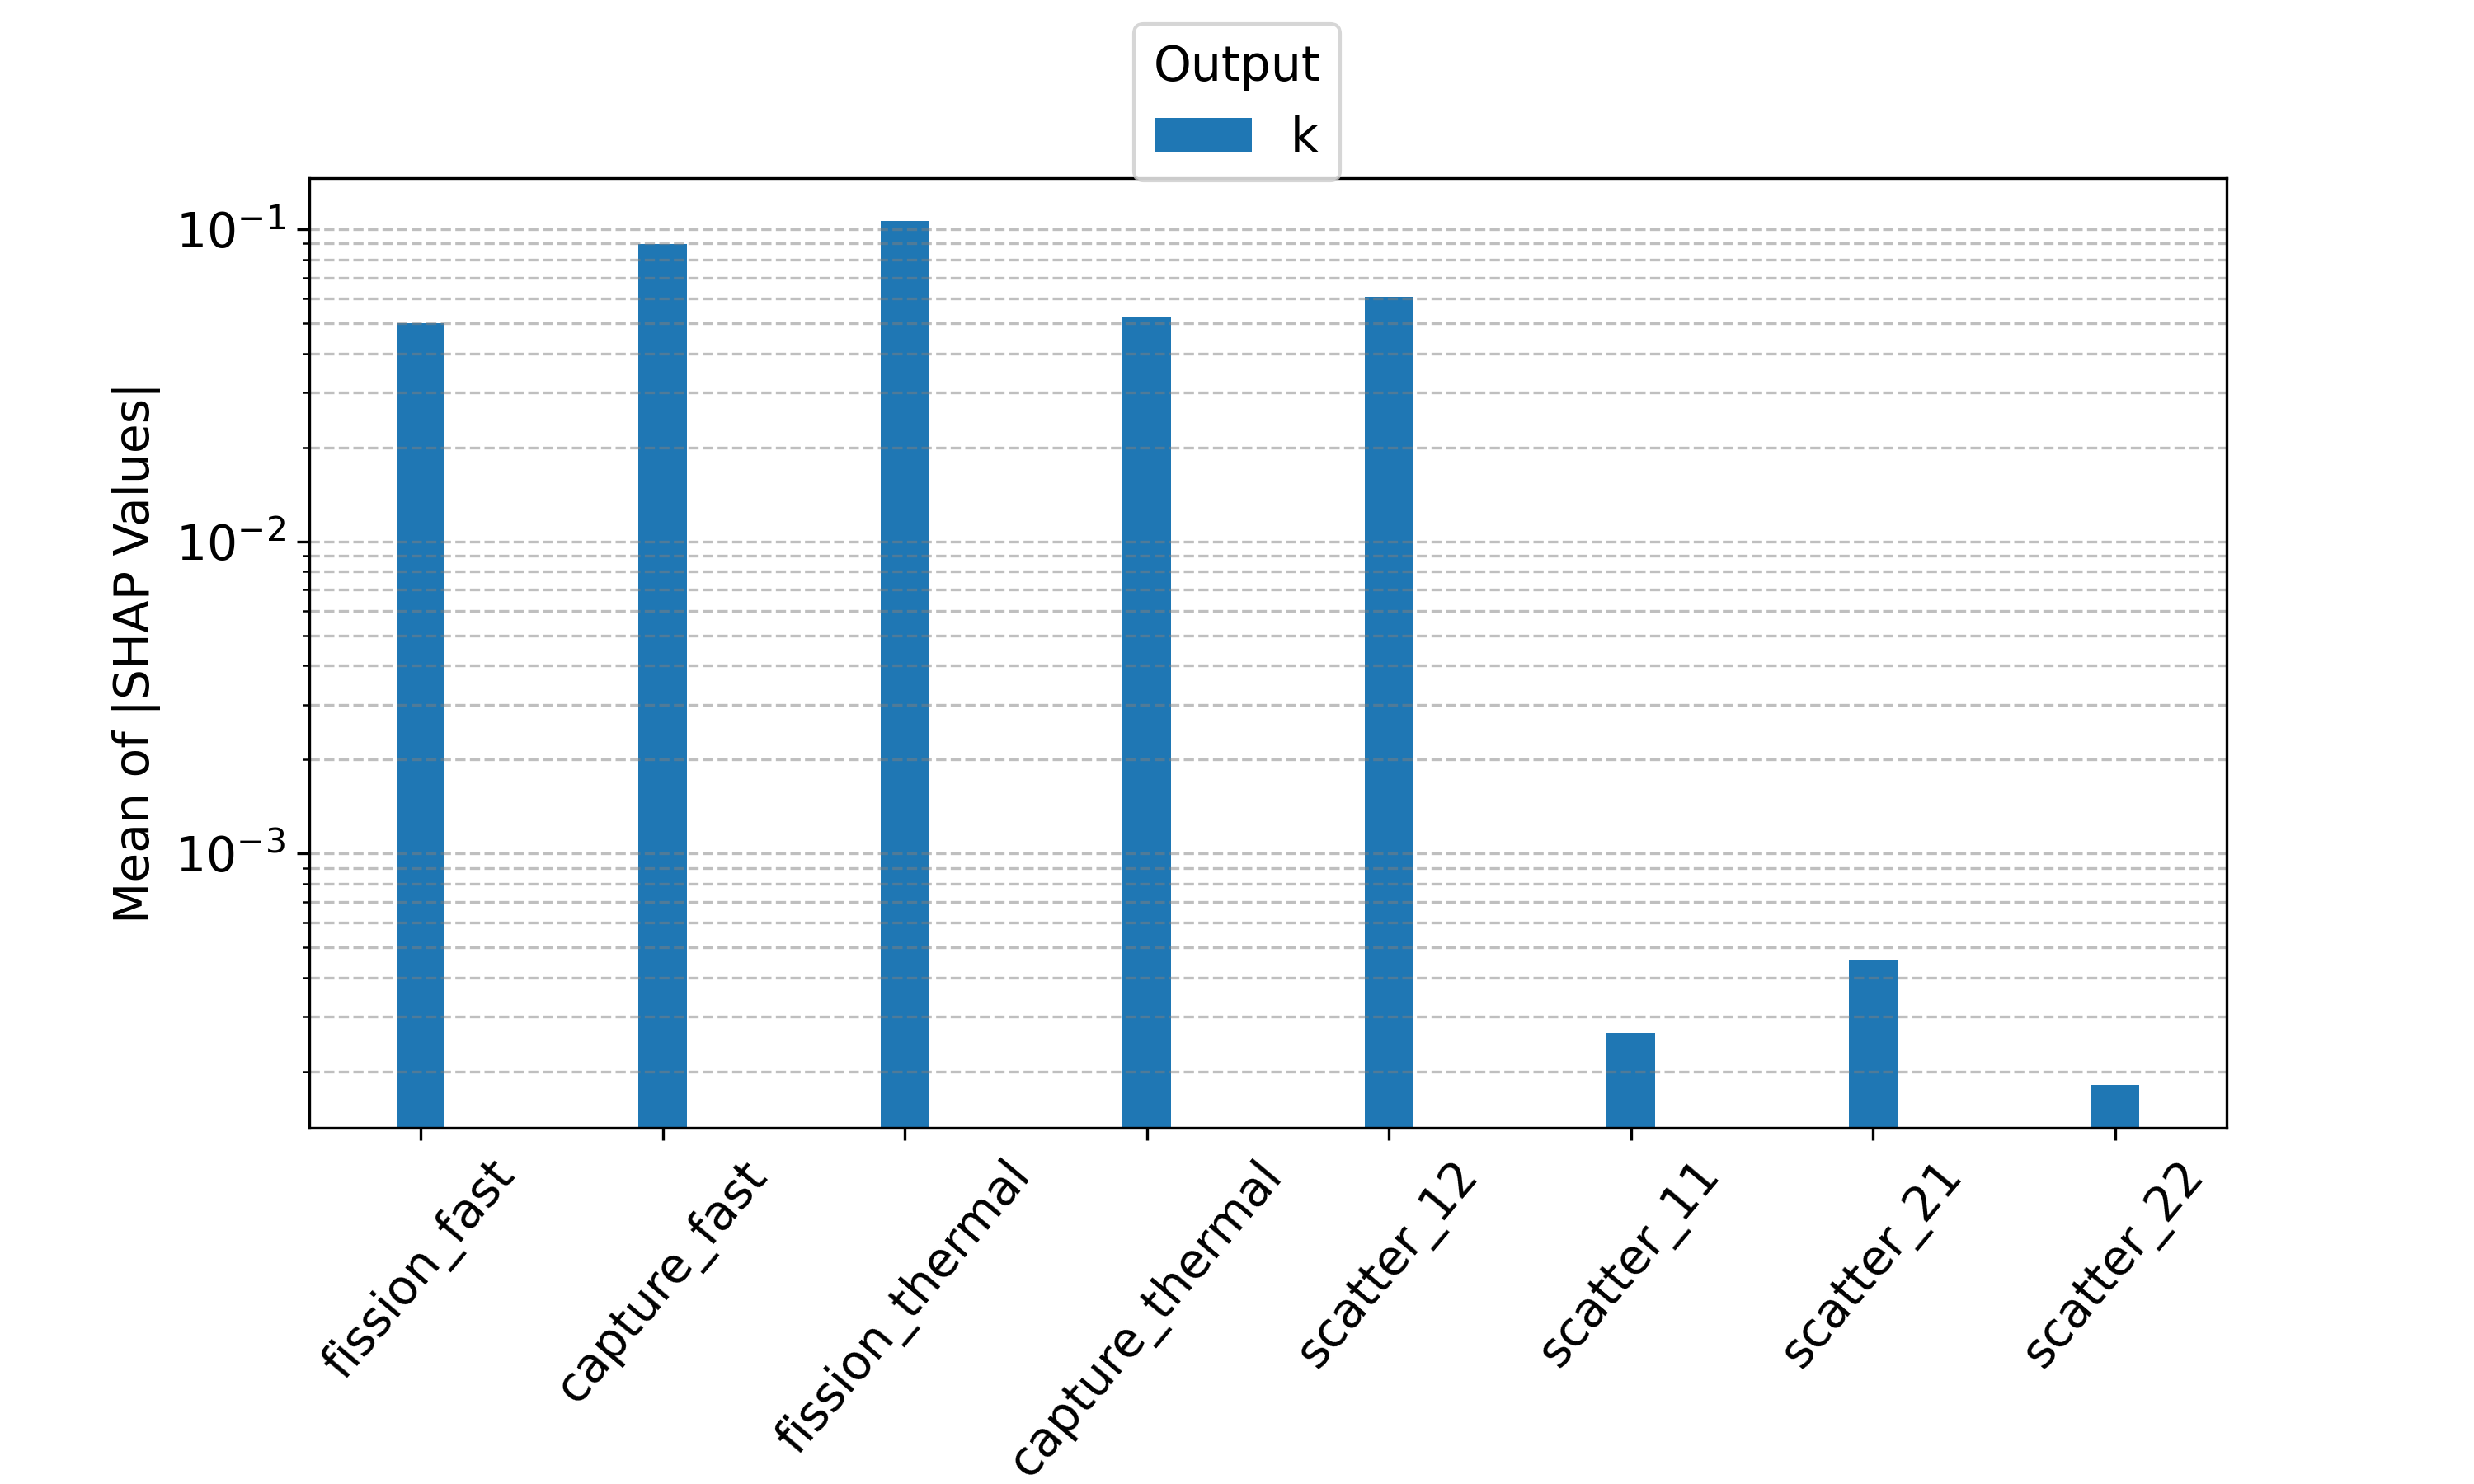 Output
k
10⁻¹
10⁻²
10⁻³
Mean of |SHAP Values|
fission_fast
capture_fast
fission_thermal
capture_thermal
scatter_12
scatter_11
scatter_21
scatter_22